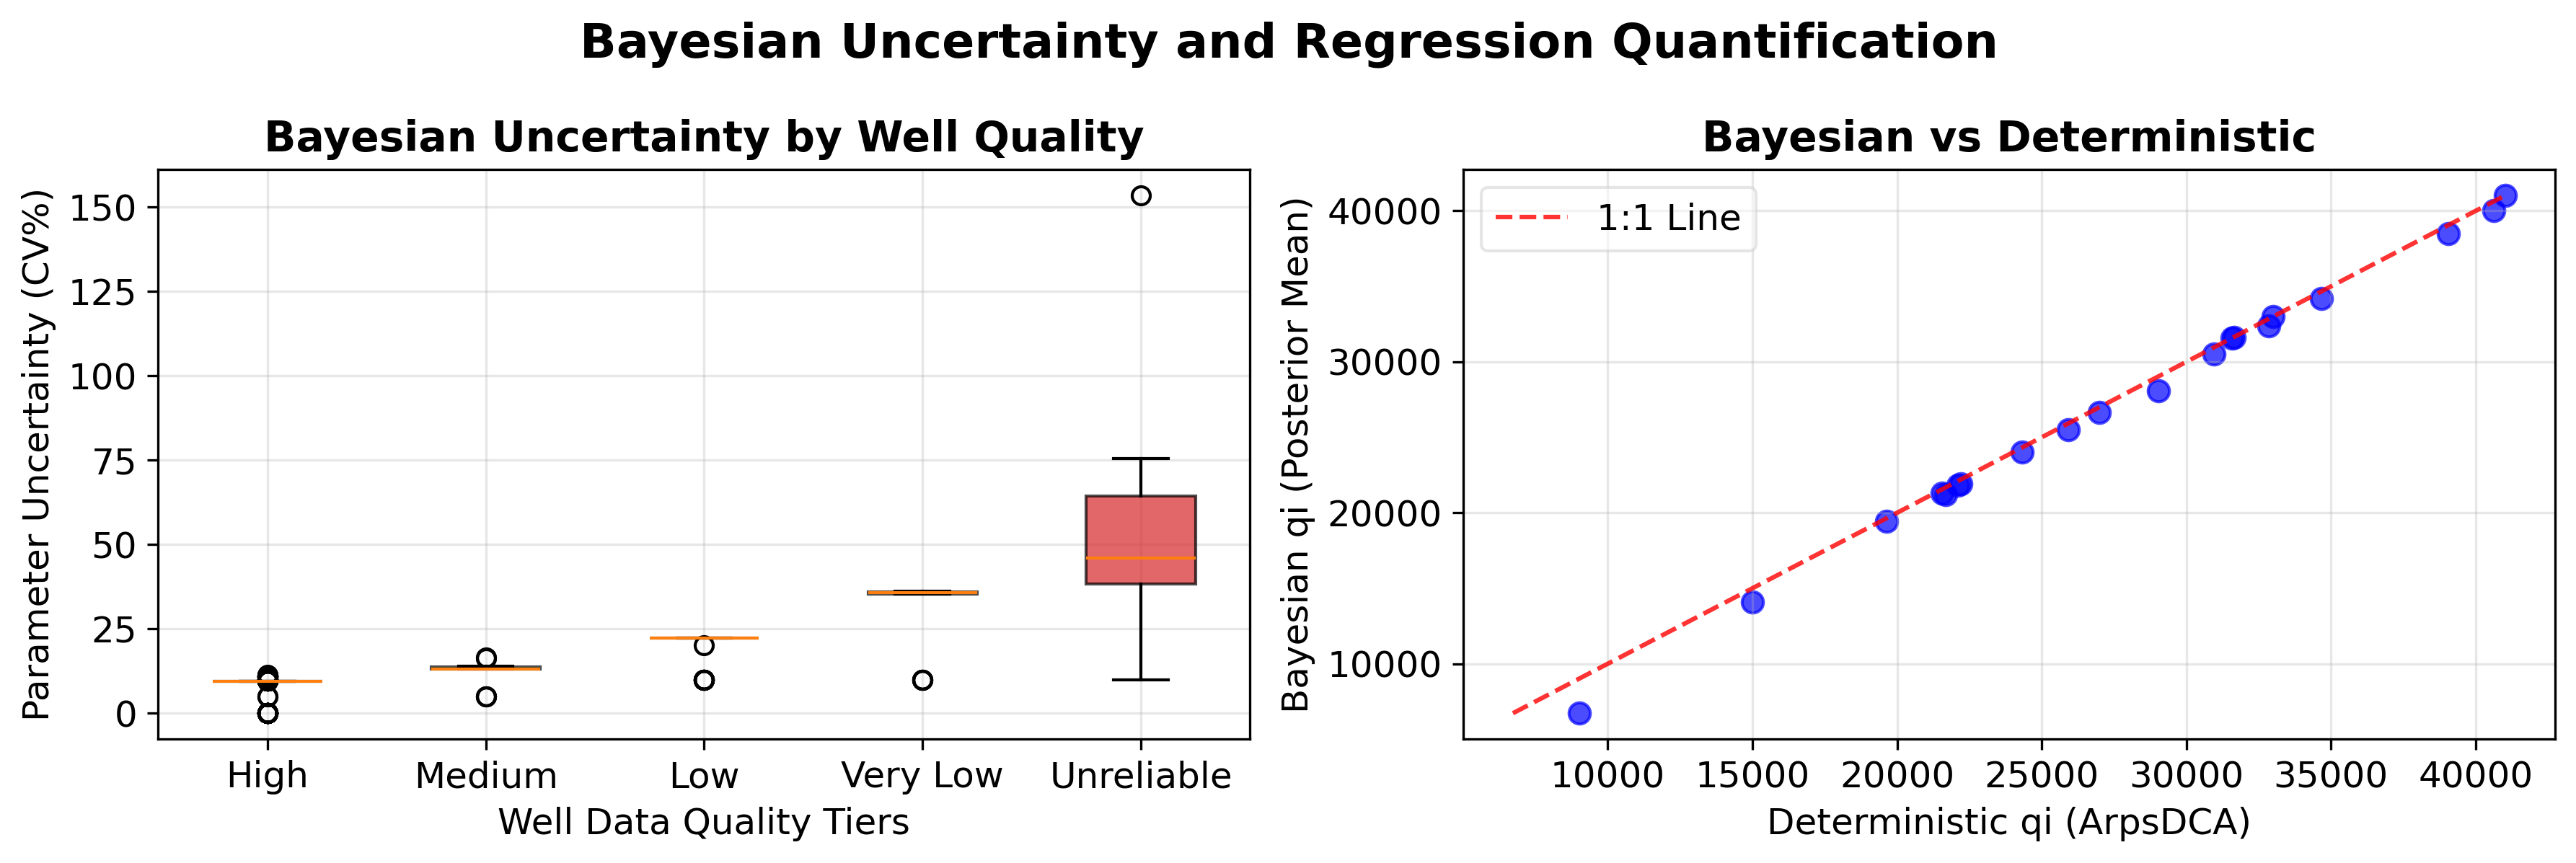 Bayesian Uncertainty and Regression Quantification
Bayesian Uncertainty by Well Quality
Parameter Uncertainty (CV%)
150
125
100
75
50
25
0
High Medium Low Very Low Unreliable
Well Data Quality Tiers
Bayesian vs Deterministic
1:1 Line
Bayesian qi (Posterior Mean)
40000
30000
20000
10000
10000 15000 20000 25000 30000 35000 40000
Deterministic qi (ArpsDCA)